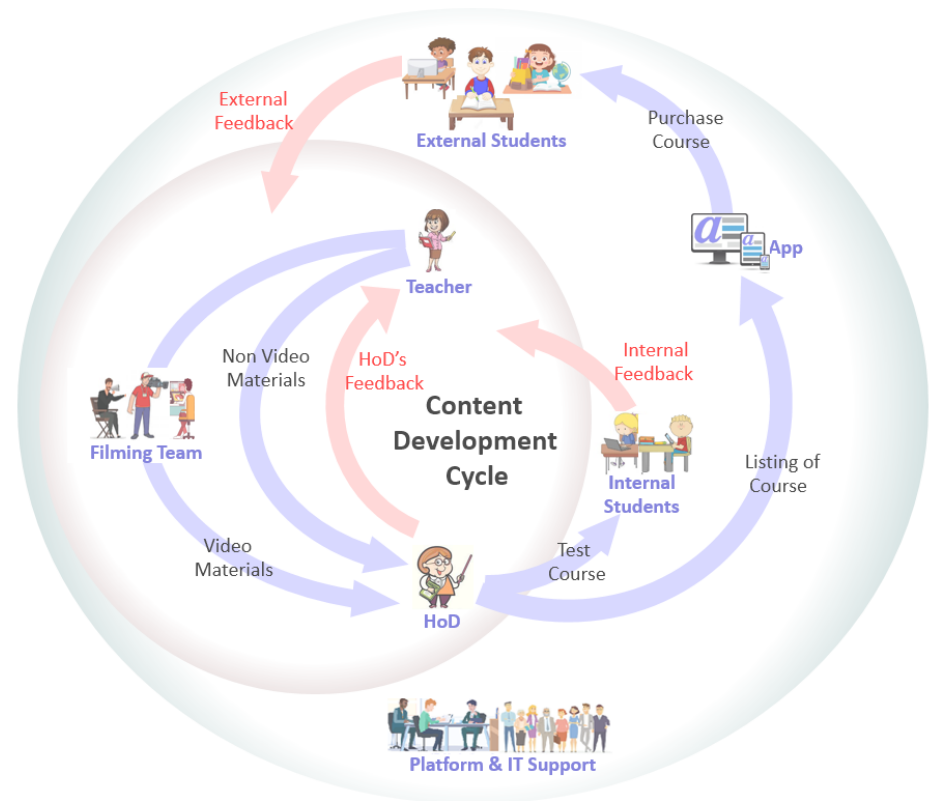 External
Feedback
External Students
Purchase
Course
a
a
App
Teacher
Non Video
Materials
HoD's
Feedback
Internal
Feedback
Content
Development
Cycle
Filming Team
Internal
Students
Listing of
Course
Video
Materials
Test
Course
HoD
Platform & IT Support